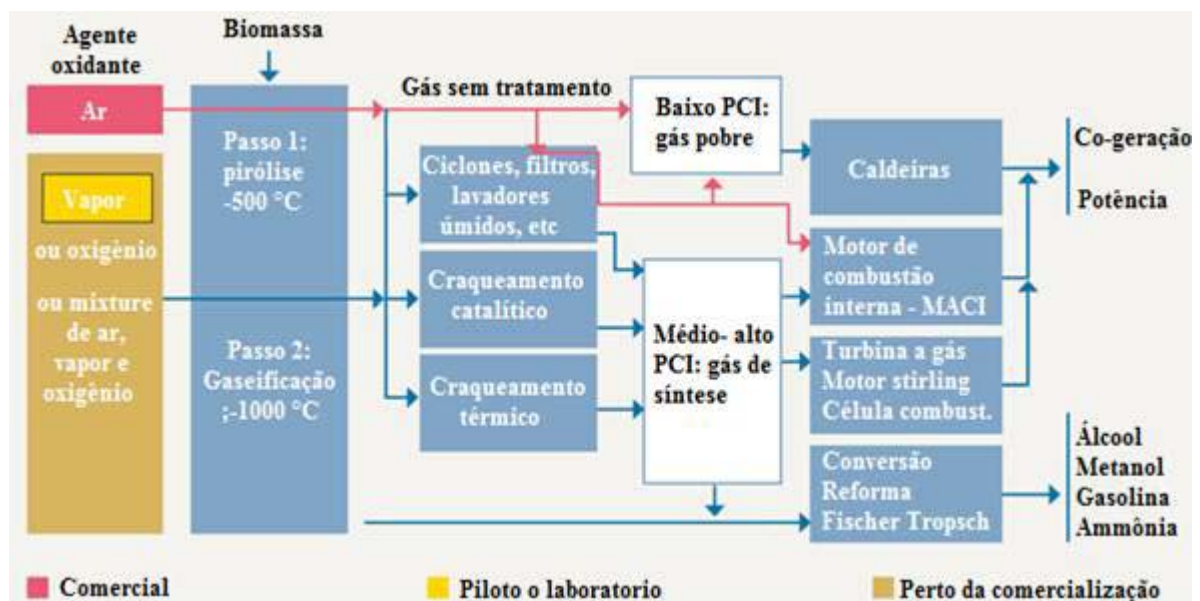 Agente
oxidante
Biomassa
Ar
Vapor
ou oxigênio
ou mixture
de ar,
vapor e
oxigênio
Passo 1:
pirólise
-500 °C
Passo 2:
Gaseificação
;-1000 °C
Gás sem tratamento
Ciclones, filtros,
lavadores
úmidos, etc
Craqueamento
catalítico
Craqueamento
térmico
Baixo PCI:
gás pobre
Médio- alto
PCI: gás de
síntese
Caldeiras
Motor de
combustão
interna - MACI
Turbina a gás
Motor stirling
Célula combust.
Conversão
Reforma
Fischer Tropsch
Co-geração
Potência
Álcool
Metanol
Gasolina
Ammônia
Comercial
Piloto o laboratorio
Perto da comercialização